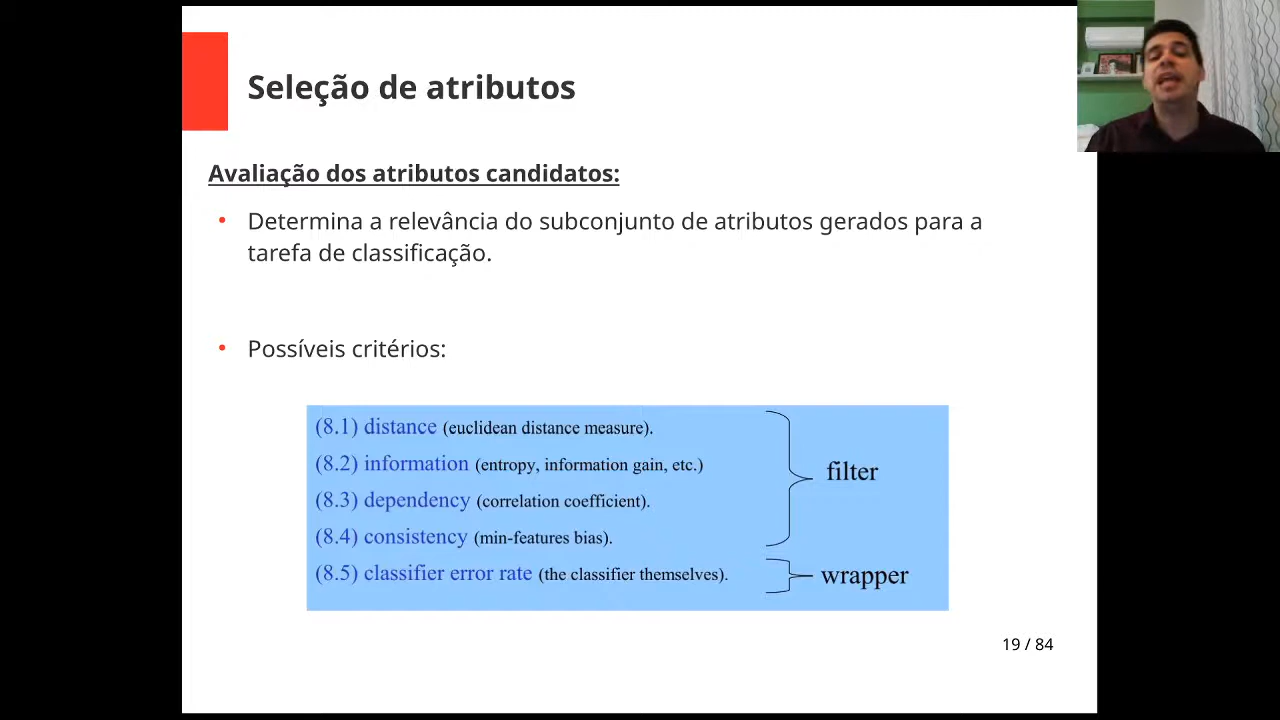 Seleção de atributos
Avaliação dos atributos candidatos:
• Determina a relevância do subconjunto de atributos gerados para a
tarefa de classificação.
• Possíveis critérios:
(8.1) distance (euclidean distance measure).
(8.2) information (entropy, information gain, etc.)
(8.3) dependency (correlation coefficient).
(8.4) consistency (min-features bias).
filter
(8.5) classifier error rate (the classifier themselves).
wrapper
19 / 84